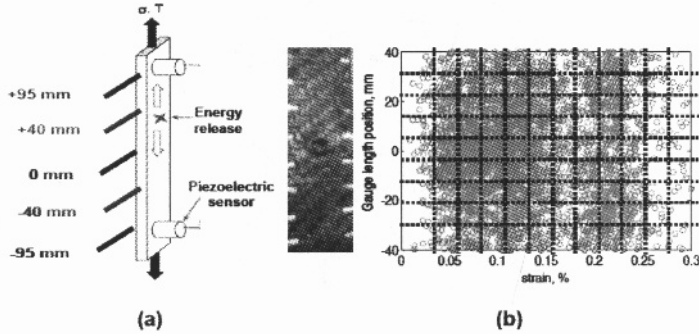 σ, T
+95 mm
+40 mm
0 mm
-40 mm
-95 mm
Energy
release
Piezoelectric
sensor
(a)
Gauge length position, mm
40
20
0
-20
-40
0
0.05
0.1
0.15
0.2
0.25
0.3
strain, %
(b)